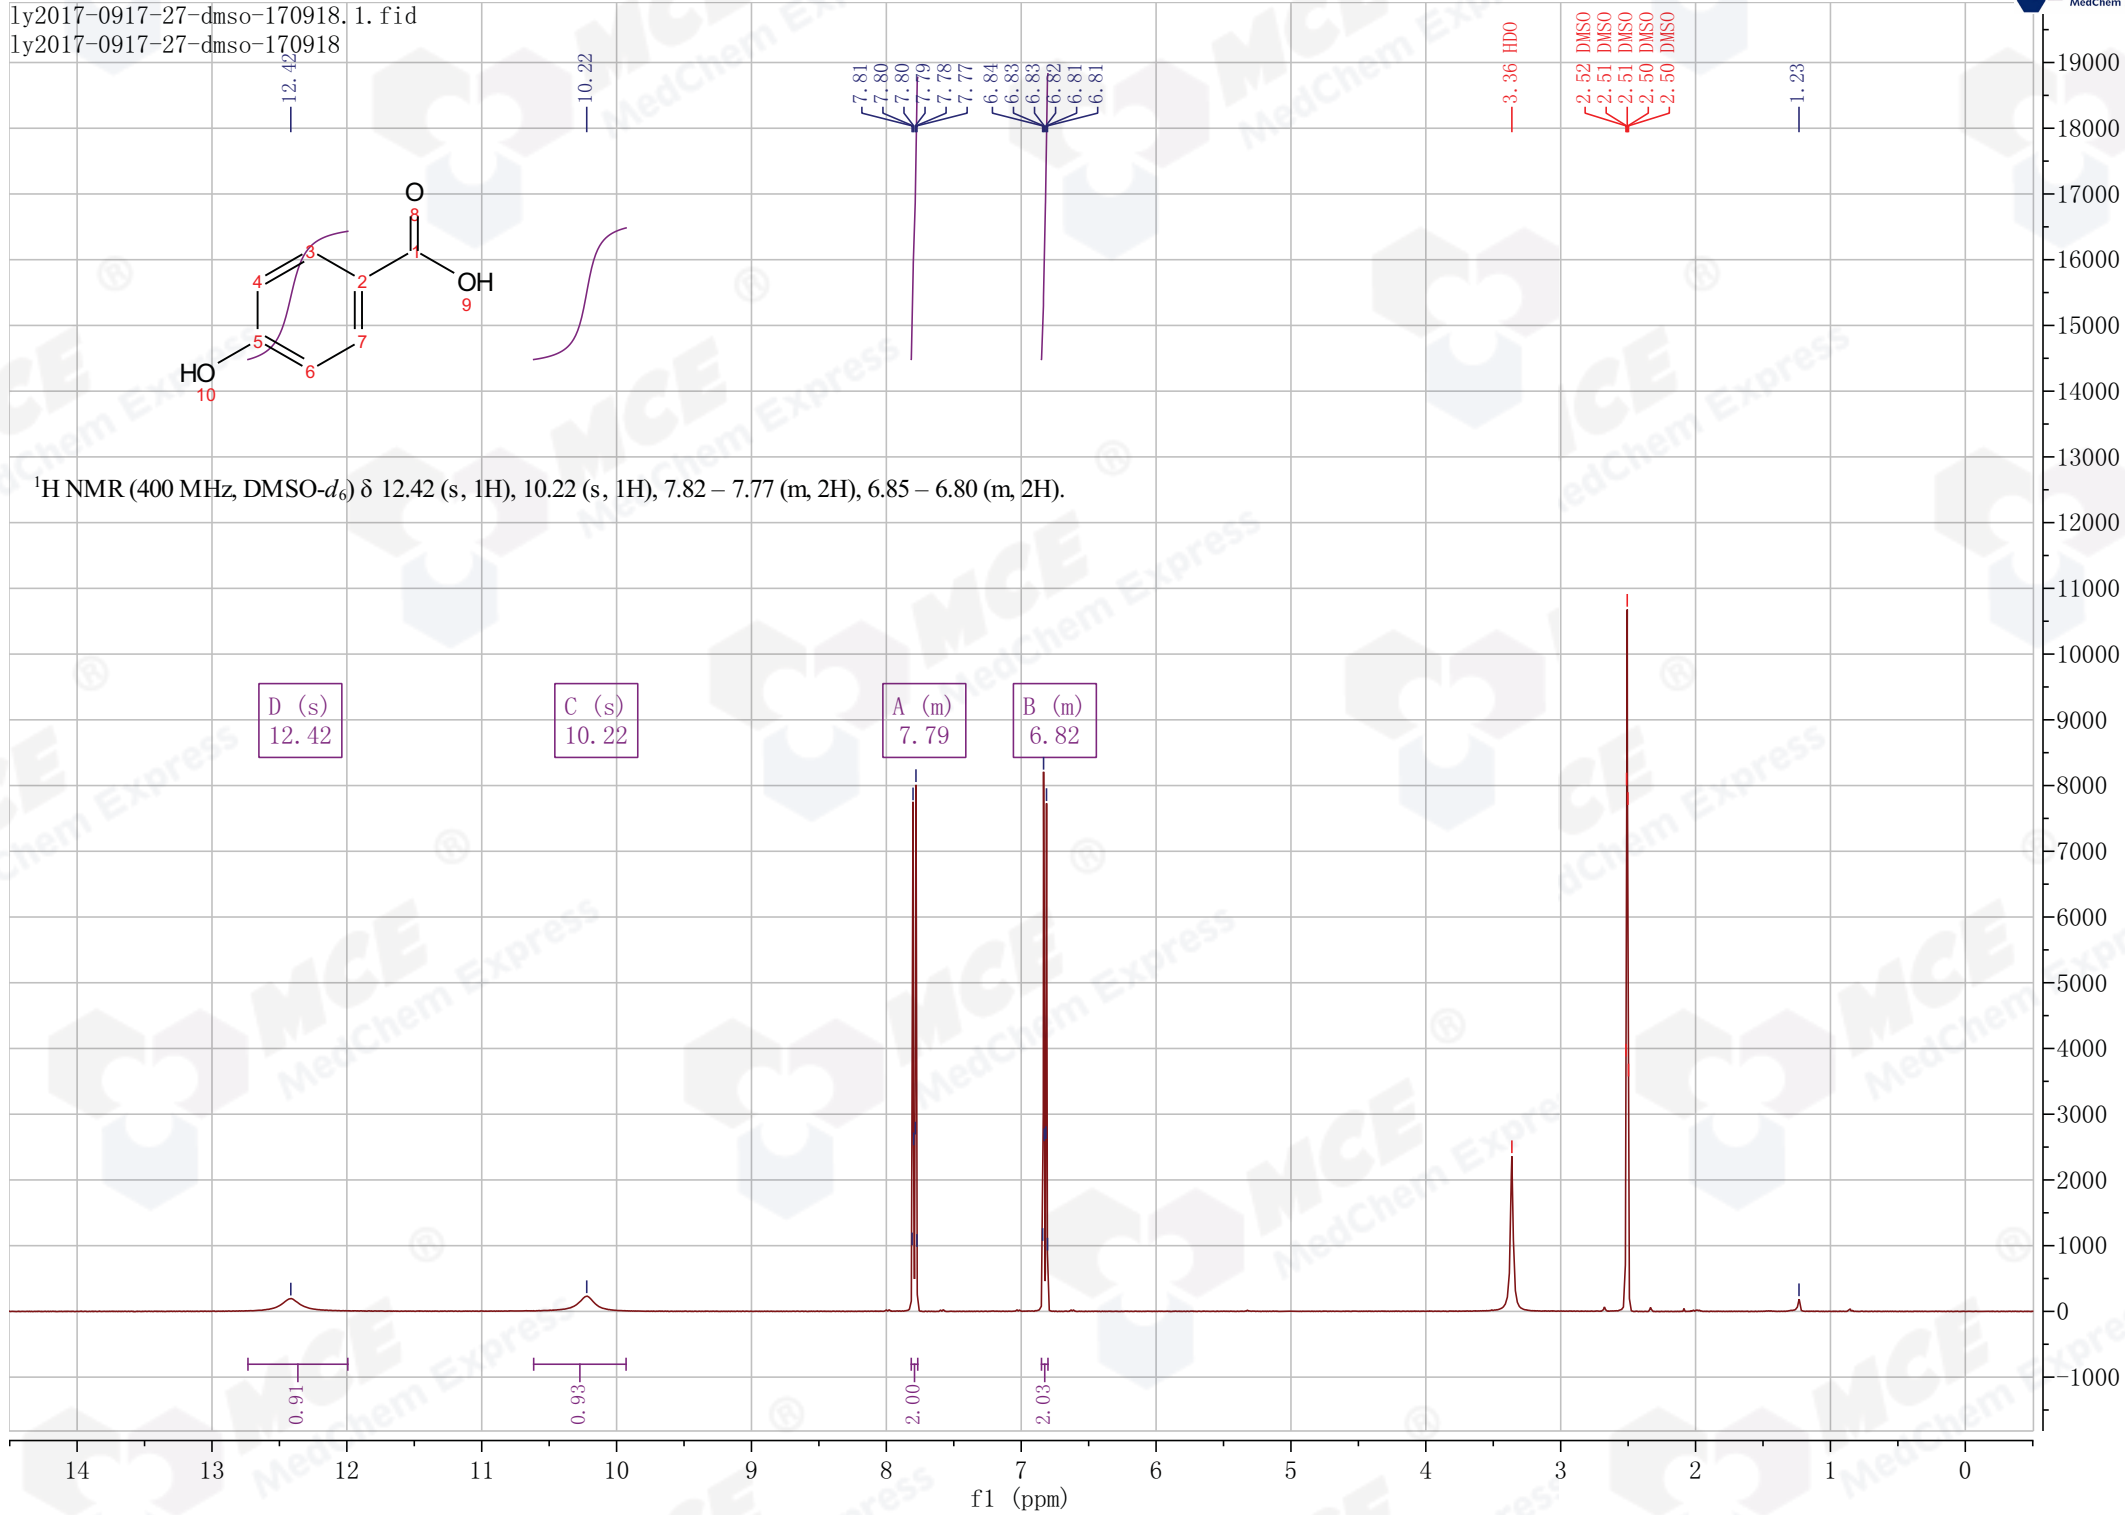 ly2017-0917-27-dmso-170918.1.fid
ly2017-0917-27-dmso-170918
MedChem
12.42
10.22
7.81
7.80
7.80
7.79
7.78
7.77
6.84
6.83
6.83
6.82
6.81
6.81
3.36 HDO
2.52 DMSO
2.51 DMSO
2.51 DMSO
2.50 DMSO
2.50 DMSO
1.23
O
8
3
1
4
2
OH
9
5
7
6
HO
10
¹H NMR (400 MHz, DMSO-d₆) δ 12.42 (s, 1H), 10.22 (s, 1H), 7.82 – 7.77 (m, 2H), 6.85 – 6.80 (m, 2H).
D (s)
12.42
C (s)
10.22
A (m)
7.79
B (m)
6.82
19000
18000
17000
16000
15000
14000
13000
12000
11000
10000
9000
8000
7000
6000
5000
4000
3000
2000
1000
0
-1000
0.91
0.93
2.00
2.03
14 13 12 11 10 9 8 7 6 5 4 3 2 1 0
f1 (ppm)
MCE
MedChem Express
®